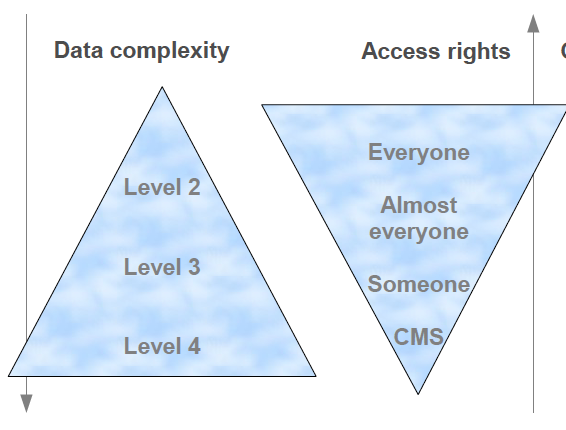 Data complexity
Access rights
Level 2
Level 3
Level 4
Everyone
Almost
everyone
Someone
CMS